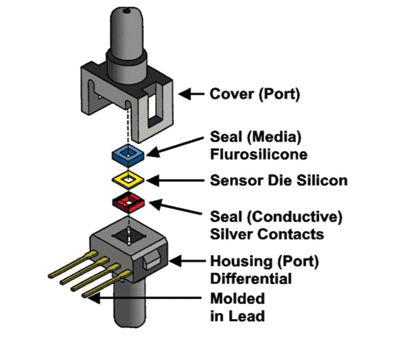 Cover (Port)
Seal (Media)
Flurosilicone
Sensor Die Silicon
Seal (Conductive)
Silver Contacts
Housing (Port)
Differential
Molded
in Lead